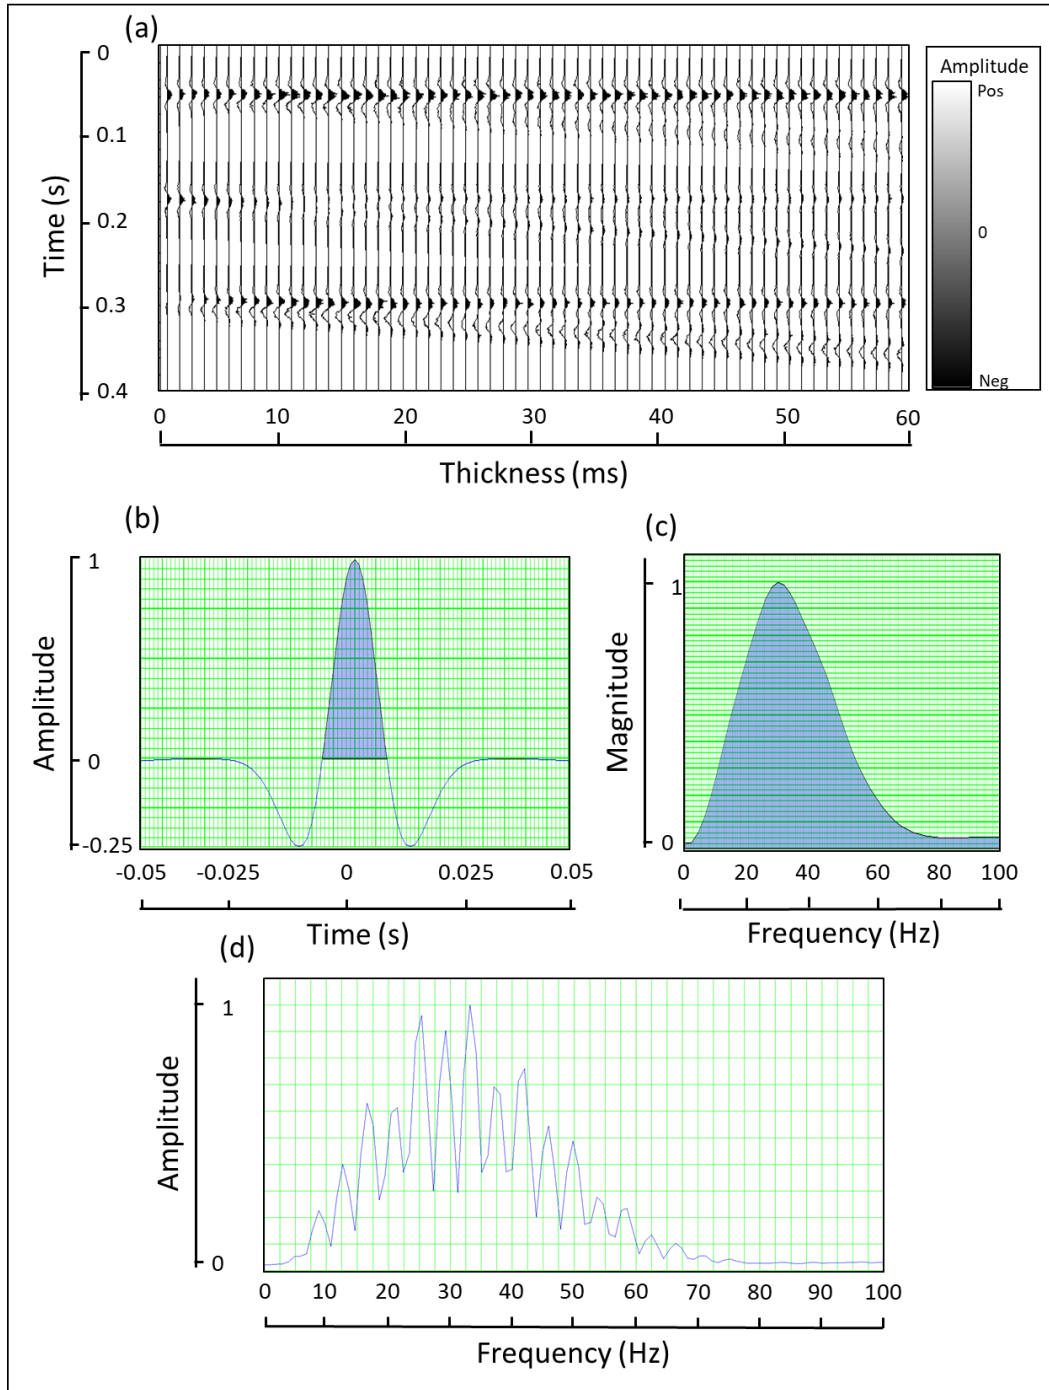 (a)
0
0.1
0.2
0.3
0.4
Time (s)
0 10 20 30 40 50 60
Thickness (ms)
Amplitude
Pos
0
Neg
(b)
1
0
-0.25
Amplitude
-0.05 -0.025 0 0.025 0.05
Time (s)
(c)
1
0
Magnitude
0 20 40 60 80 100
Frequency (Hz)
(d)
1
0
Amplitude
0 10 20 30 40 50 60 70 80 90 100
Frequency (Hz)